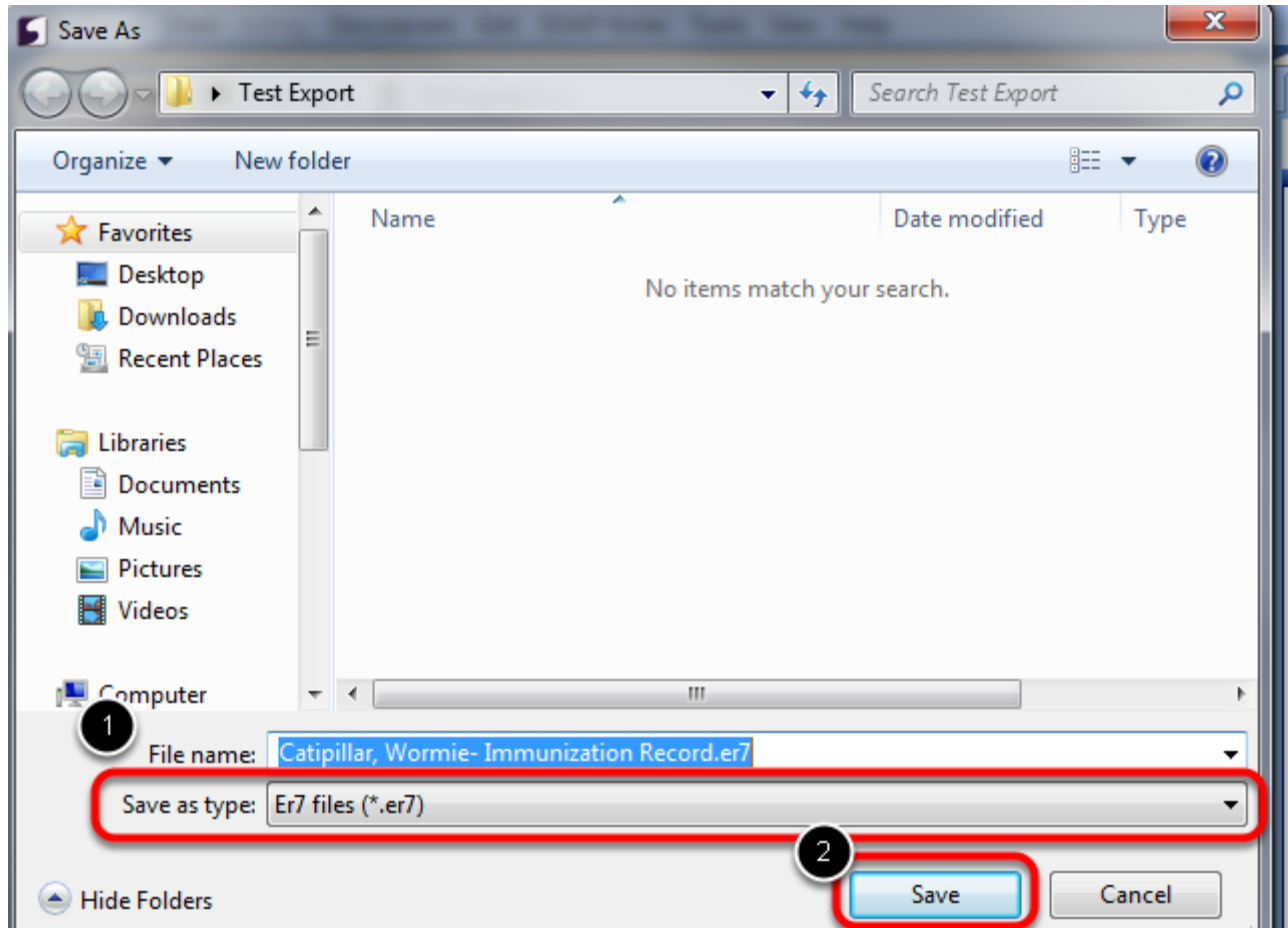 Save As
Test Export
Search Test Export
Organize
New folder
Name
Date modified
Type
Favorites
No items match your search.
Desktop
Downloads
Recent Places
Libraries
Documents
Music
Pictures
Videos
Computer
1
File name: Catipillar, Wormie- Immunization Record.er7
Save as type: Er7 files (*.er7)
2
Hide Folders
Save
Cancel